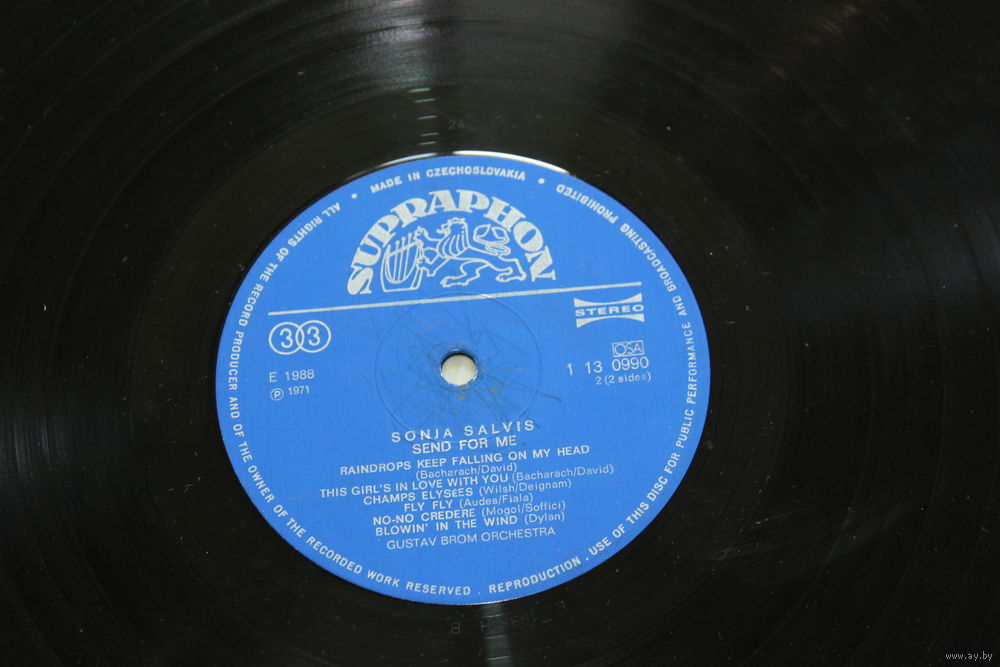 ALL RIGHTS OF THE RECORD PRODUCER AND OF THE OWNER OF THE RECORDED WORK RESERVED . REPRODUCTION . USE OF THIS DISC FOR PUBLIC PERFORMANCE AND BROADCASTING PROHIBITED
• MADE IN CZECHOSLOVAKIA •
SUPRAPHON
STEREO
33
OSA
E 1988
1 13 0990
℗ 1971
2 (2 sides)
SONJA SALVIS
SEND FOR ME
RAINDROPS KEEP FALLING ON MY HEAD
(Bacharach/David)
THIS GIRL'S IN LOVE WITH YOU (Bacharach/David)
CHAMPS ELYSEES (Wilsh/Deignam)
FLY FLY (Audes/Fiala)
NO-NO CREDERE (Mogol/Soffici)
BLOWIN' IN THE WIND (Dylan)
GUSTAV BROM ORCHESTRA
www.ay.by